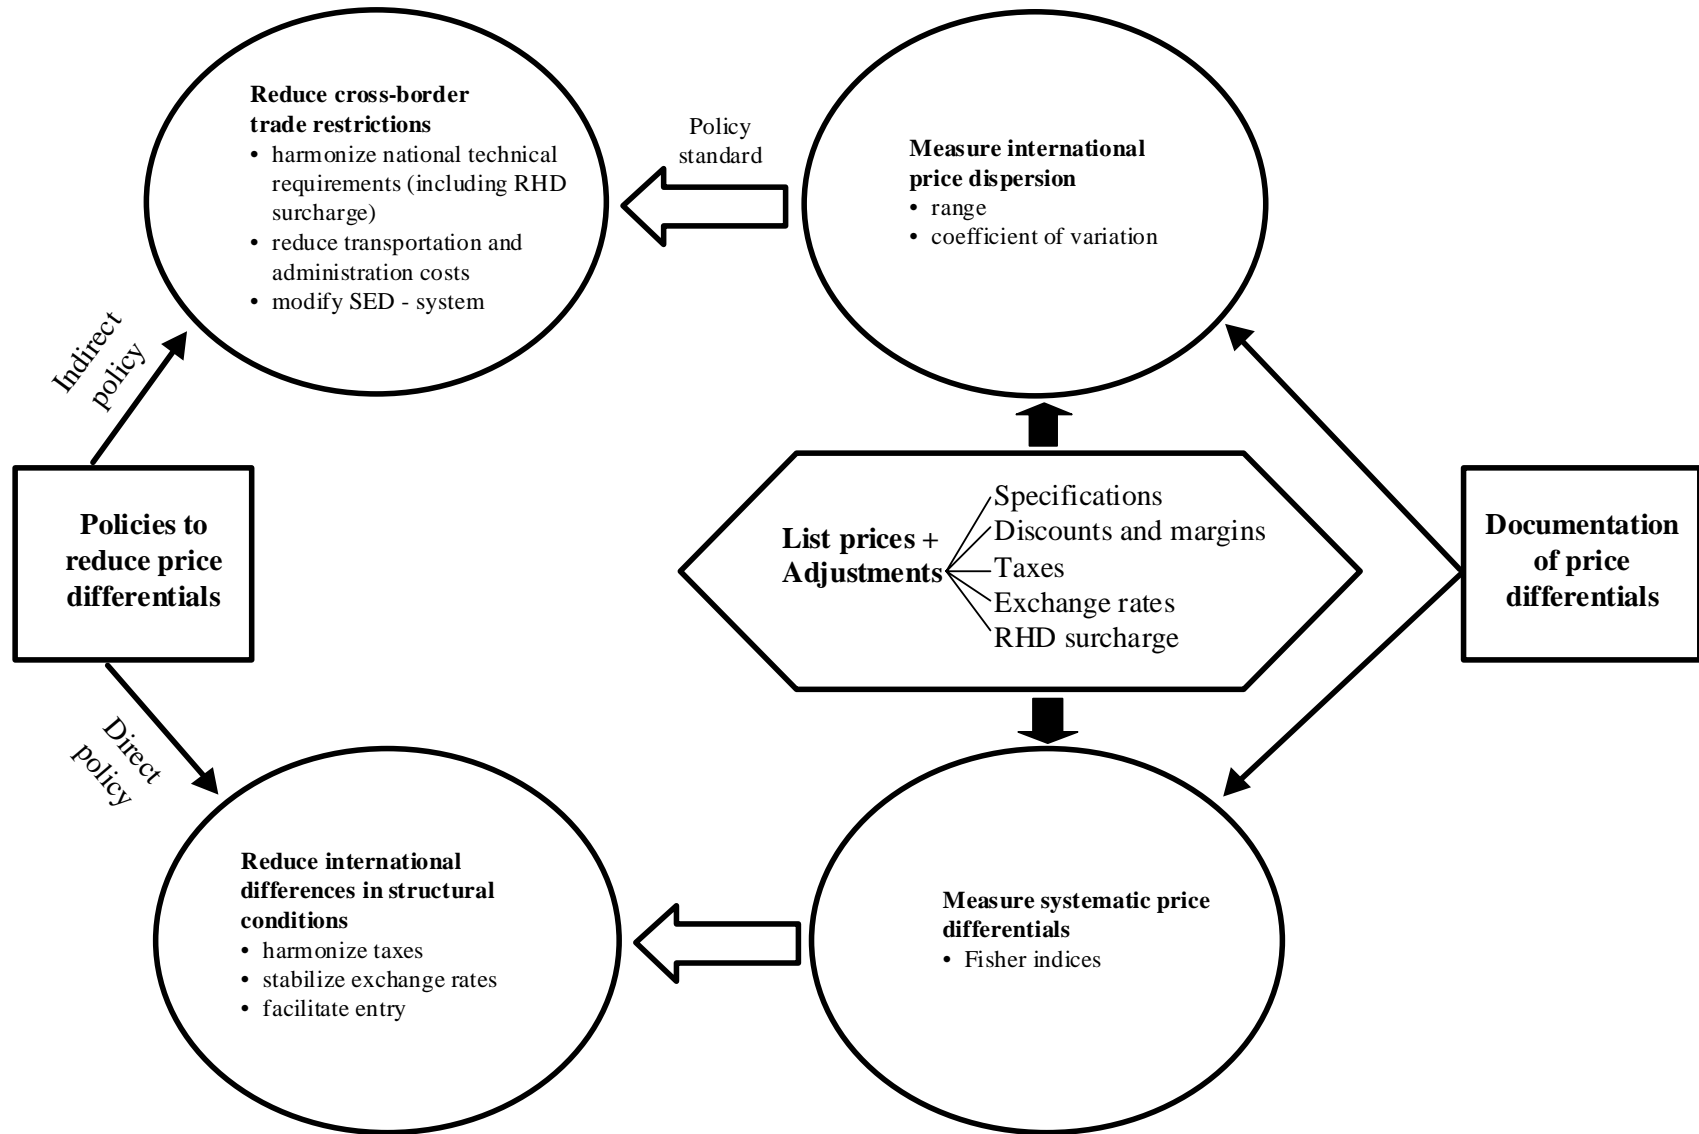 Reduce cross-border
trade restrictions
• harmonize national technical
requirements (including RHD
surcharge)
• reduce transportation and
administration costs
• modify SED - system
Policy
standard
Measure international
price dispersion
• range
• coefficient of variation
Indirect
policy
Policies to
reduce price
differentials
List prices +
Adjustments
Specifications
Discounts and margins
Taxes
Exchange rates
RHD surcharge
Documentation
of price
differentials
Direct
policy
Reduce international
differences in structural
conditions
• harmonize taxes
• stabilize exchange rates
• facilitate entry
Measure systematic price
differentials
• Fisher indices